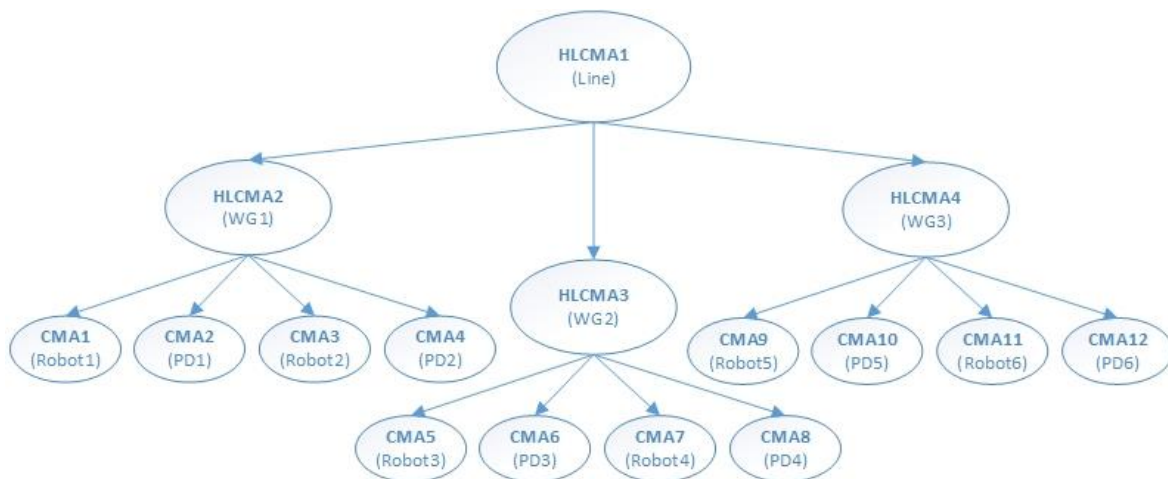 HLCMA1
(Line)
HLCMA2
(WG1)
HLCMA4
(WG3)
HLCMA3
(WG2)
CMA1
(Robot1)
CMA2
(PD1)
CMA3
(Robot2)
CMA4
(PD2)
CMA9
(Robot5)
CMA10
(PD5)
CMA11
(Robot6)
CMA12
(PD6)
CMA5
(Robot3)
CMA6
(PD3)
CMA7
(Robot4)
CMA8
(PD4)